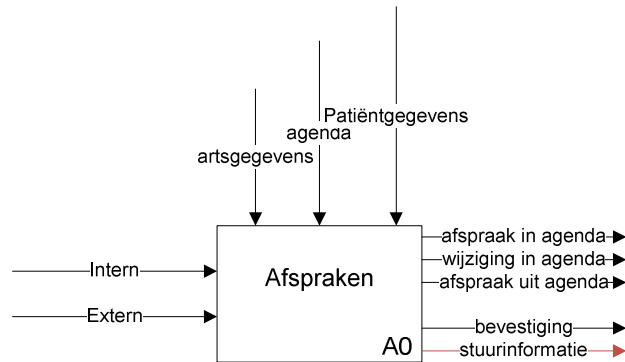 Patiëntgegevens
agenda
artsgegevens
afspraak in agenda
wijziging in agenda
Intern
Afspraken
afspraak uit agenda
Extern
bevestiging
A0
stuurinformatie